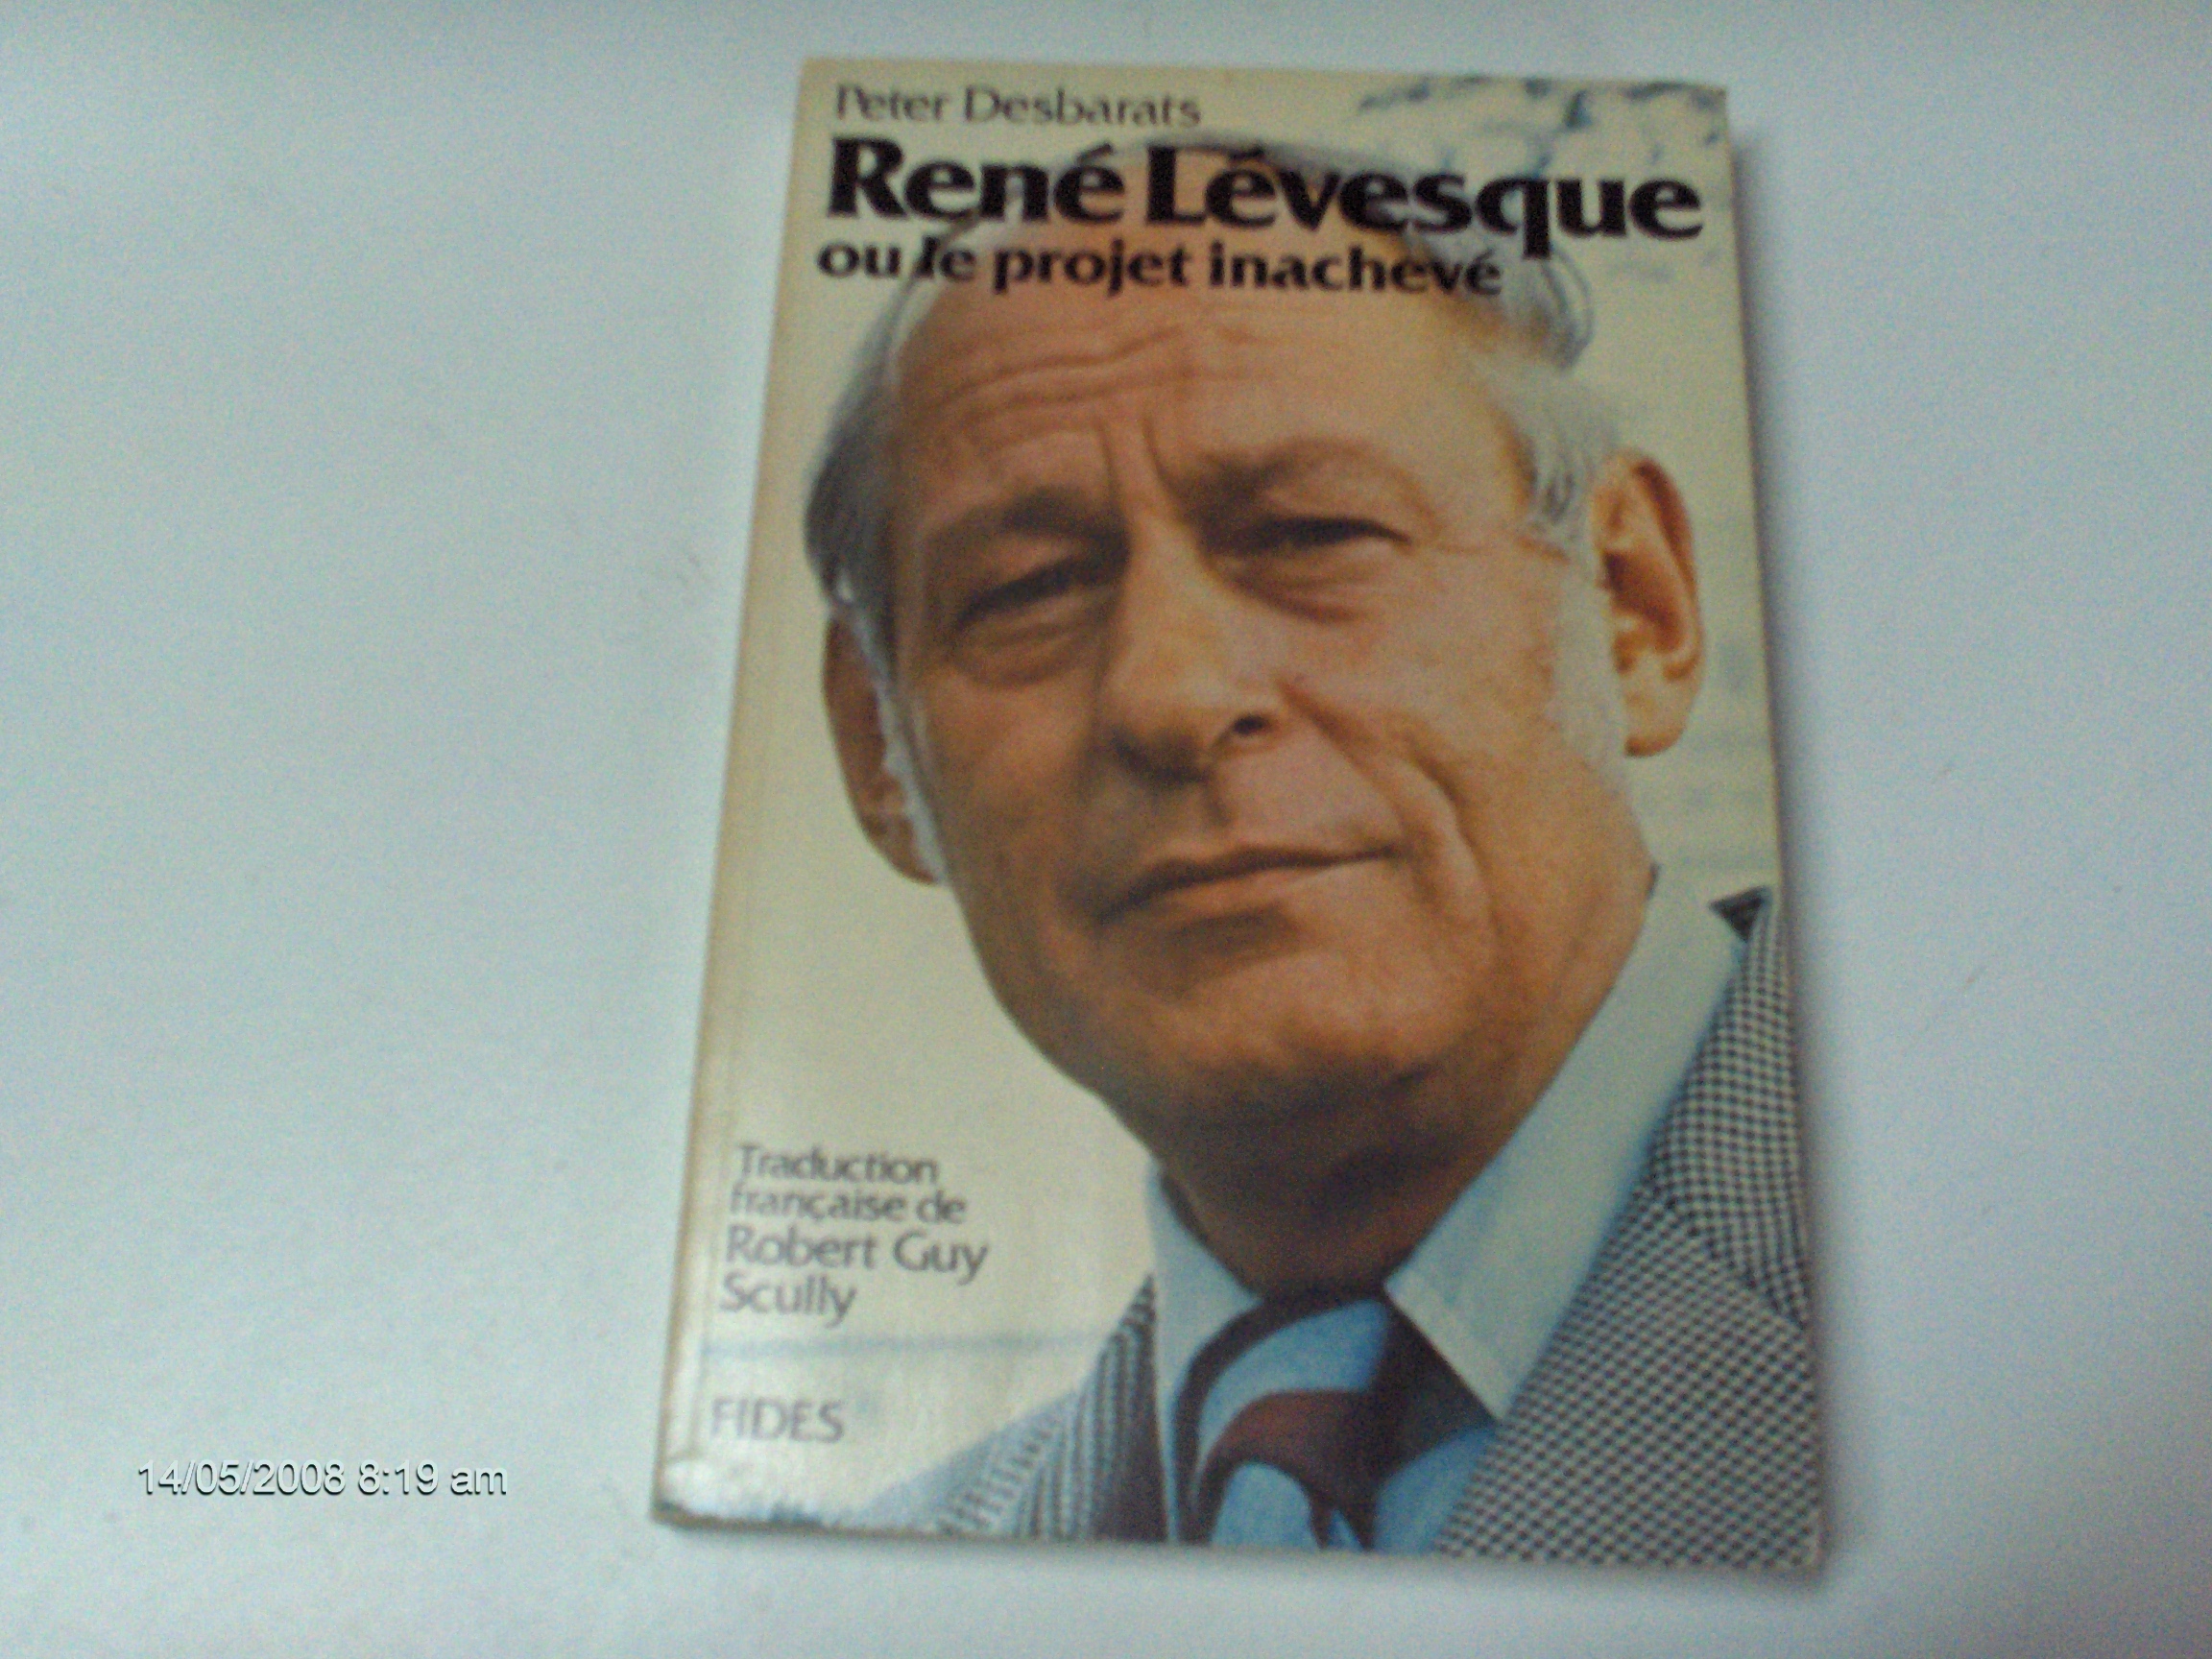 Peter Desbarats
René Lévesque
ou le projet inachevé
Traduction
française de
Robert Guy
Scully
FIDES
14/05/2008 8:19 am